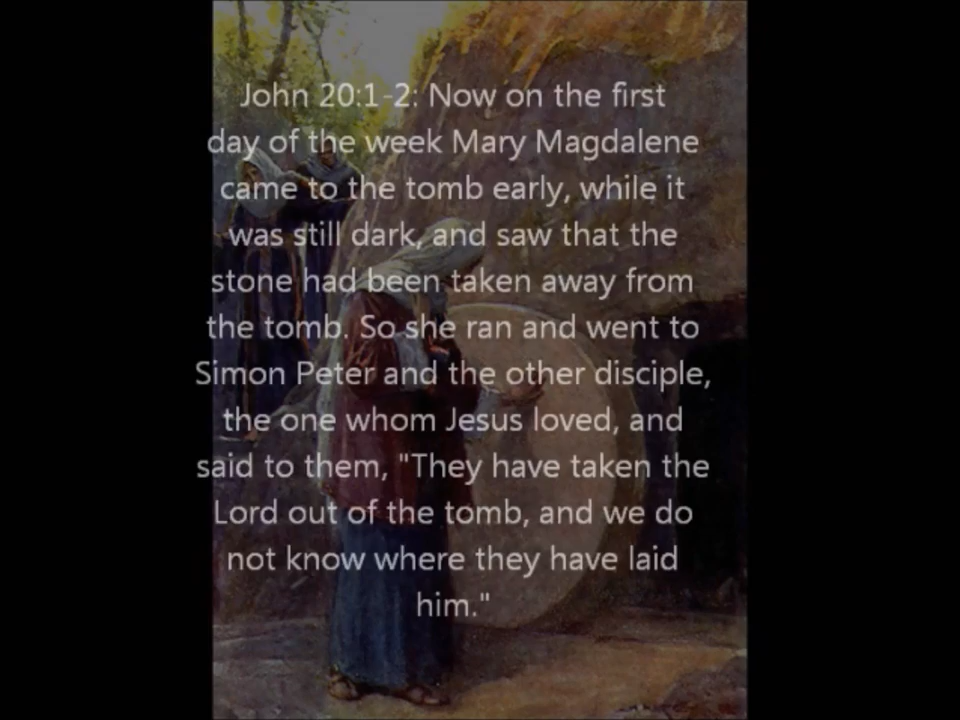 John 20:1-2: Now on the first
day of the week Mary Magdalene
came to the tomb early, while it
was still dark, and saw that the
stone had been taken away from
the tomb. So she ran and went to
Simon Peter and the other disciple,
the one whom Jesus loved, and
said to them, "They have taken the
Lord out of the tomb, and we do
not know where they have laid
him."